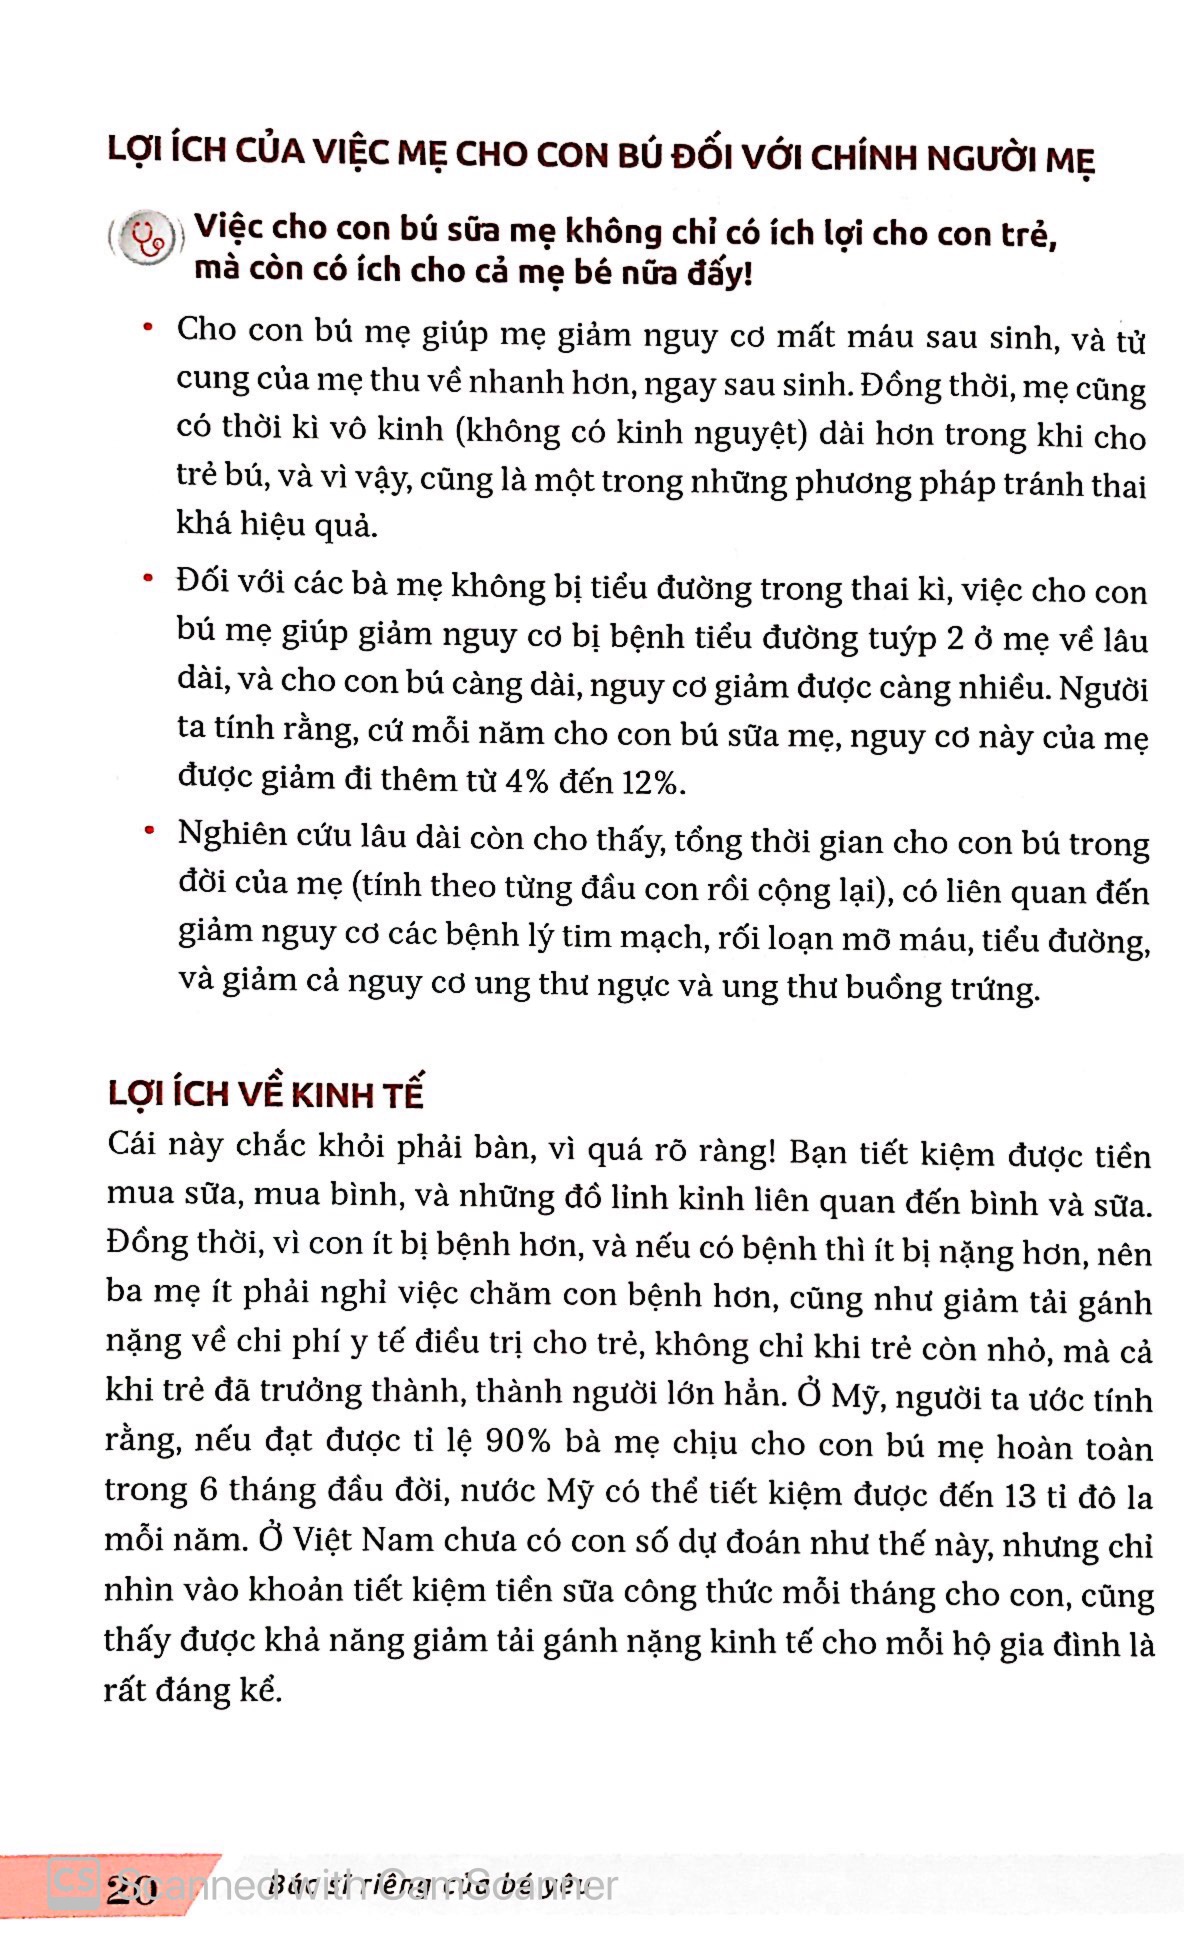 LỢI ÍCH CỦA VIỆC MẸ CHO CON BÚ ĐỐI VỚI CHÍNH NGƯỜI MẸ
Việc cho con bú sữa mẹ không chỉ có ích lợi cho con trẻ,
mà còn có ích cho cả mẹ bé nữa đấy!
• Cho con bú mẹ giúp mẹ giảm nguy cơ mất máu sau sinh, và tử
cung của mẹ thu về nhanh hơn, ngay sau sinh. Đồng thời, mẹ cũng
có thời kì vô kinh (không có kinh nguyệt) dài hơn trong khi cho
trẻ bú, và vì vậy, cũng là một trong những phương pháp tránh thai
khá hiệu quả.
• Đối với các bà mẹ không bị tiểu đường trong thai kì, việc cho con
bú mẹ giúp giảm nguy cơ bị bệnh tiểu đường tuýp 2 ở mẹ về lâu
dài, và cho con bú càng dài, nguy cơ giảm được càng nhiều. Người
ta tính rằng, cứ mỗi năm cho con bú sữa mẹ, nguy cơ này của mẹ
được giảm đi thêm từ 4% đến 12%.
• Nghiên cứu lâu dài còn cho thấy, tổng thời gian cho con bú trong
đời của mẹ (tính theo từng đầu con rồi cộng lại), có liên quan đến
giảm nguy cơ các bệnh lý tim mạch, rối loạn mỡ máu, tiểu đường,
và giảm cả nguy cơ ung thư ngực và ung thư buồng trứng.
LỢI ÍCH VỀ KINH TẾ
Cái này chắc khỏi phải bàn, vì quá rõ ràng! Bạn tiết kiệm được tiền
mua sữa, mua bình, và những đồ lỉnh kỉnh liên quan đến bình và sữa.
Đồng thời, vì con ít bị bệnh hơn, và nếu có bệnh thì ít bị nặng hơn, nên
ba mẹ ít phải nghỉ việc chăm con bệnh hơn, cũng như giảm tải gánh
nặng về chi phí y tế điều trị cho trẻ, không chỉ khi trẻ còn nhỏ, mà cả
khi trẻ đã trưởng thành, thành người lớn hẳn. Ở Mỹ, người ta ước tính
rằng, nếu đạt được tỉ lệ 90% bà mẹ chịu cho con bú mẹ hoàn toàn
trong 6 tháng đầu đời, nước Mỹ có thể tiết kiệm được đến 13 tỉ đô la
mỗi năm. Ở Việt Nam chưa có con số dự đoán như thế này, nhưng chỉ
nhìn vào khoản tiết kiệm tiền sữa công thức mỗi tháng cho con, cũng
thấy được khả năng giảm tải gánh nặng kinh tế cho mỗi hộ gia đình là
rất đáng kể.
20 Bác sĩ riêng của bé yêu
CS Scanned with CamScanner